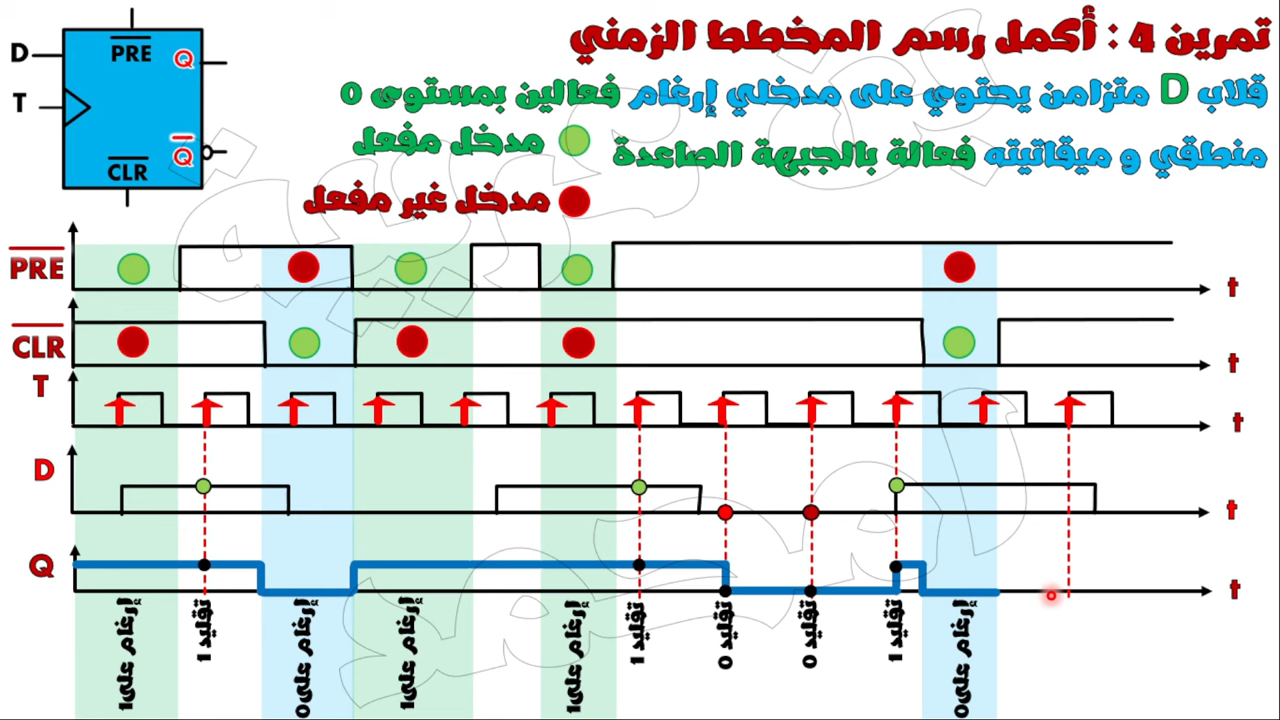 تمرين 4 : أكمل رسم المخطط الزمني
قلاب D متزامن يحتوي على مدخلي إرغام فعالين بمستوى 0
منطقي و ميقاتيته فعالة بالجبهة الصاعدة
مدخل مفعل
مدخل غير مفعل
D
T
PRE
Q
Q
CLR
PRE
t
CLR
t
T
t
D
t
Q
t
إرغام على1
تقليد 1
إرغام على0
إرغام على1
إرغام على1
تقليد 1
تقليد 0
تقليد 0
تقليد 1
إرغام على0